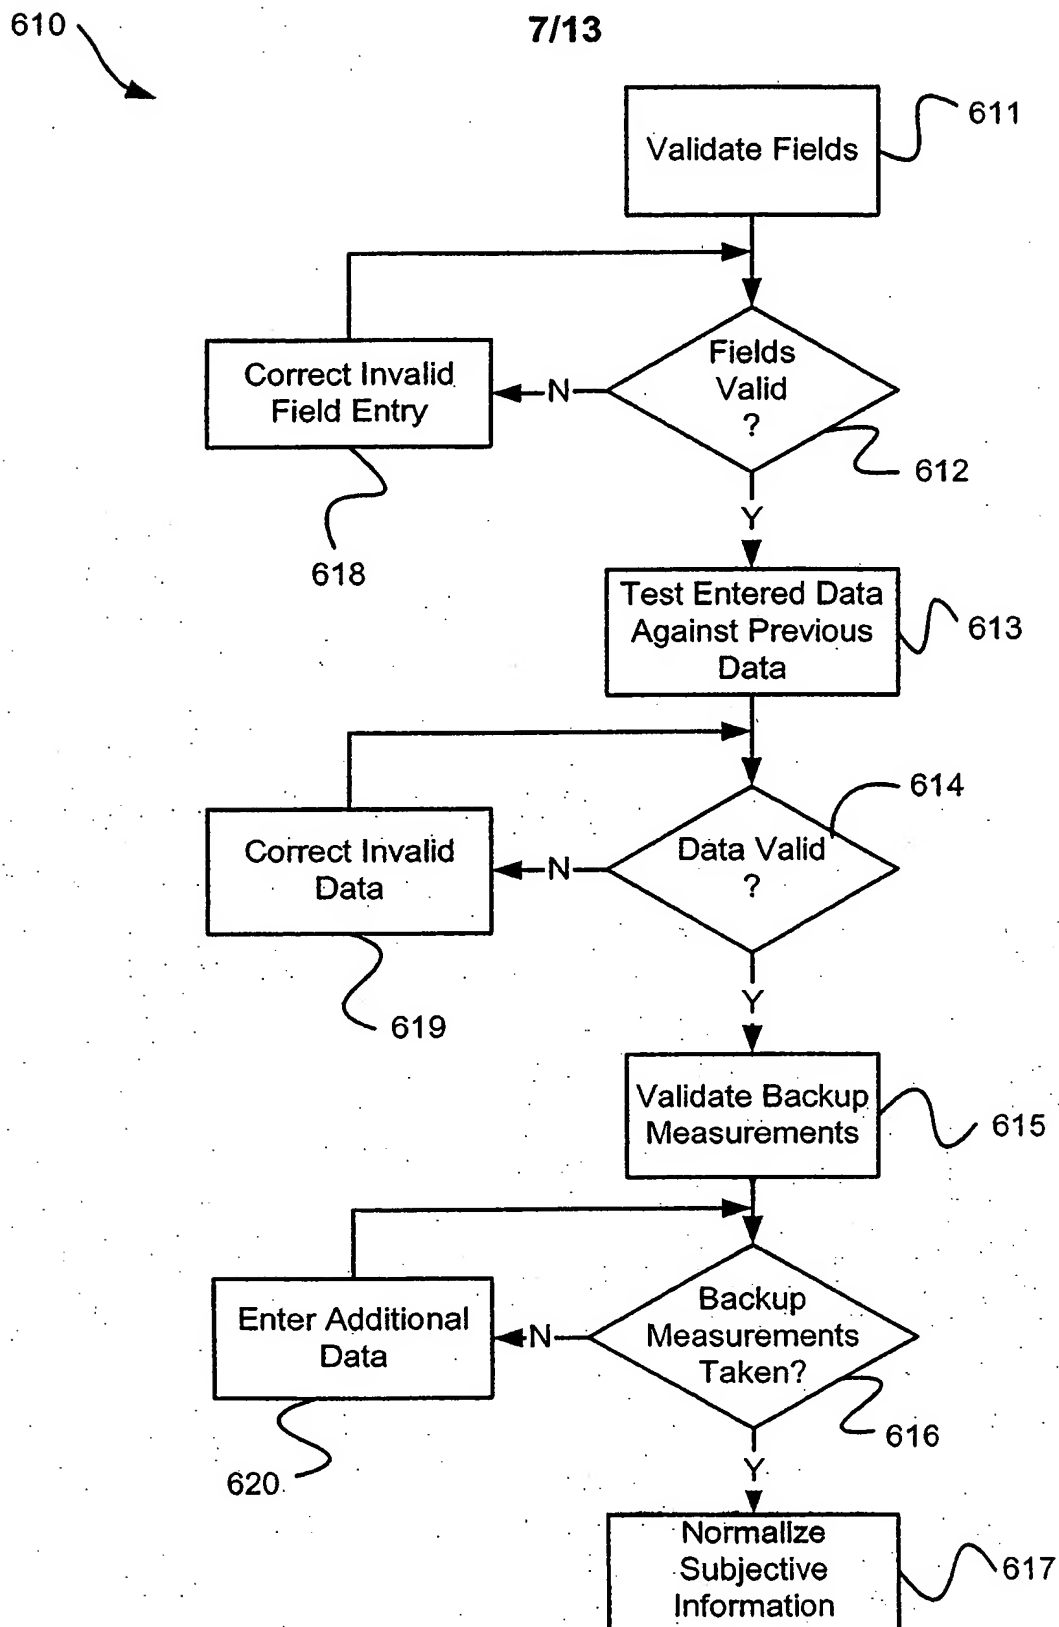 610
7/13
Validate Fields
611
Fields
Valid
?
612
N
Correct Invalid
Field Entry
618
Y
Test Entered Data
Against Previous
Data
613
Data Valid
?
614
N
Correct Invalid
Data
619
Y
Validate Backup
Measurements
615
Backup
Measurements
Taken?
616
N
Enter Additional
Data
620
Y
Normalize
Subjective
Information
617